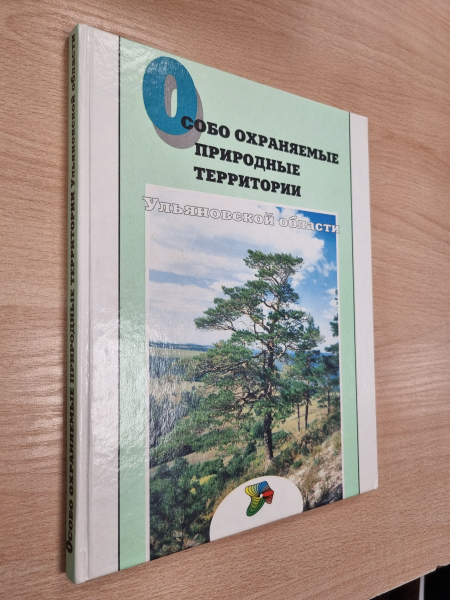 ОСОБО ОХРАНЯЕМЫЕ
ПРИРОДНЫЕ
ТЕРРИТОРИИ
Ульяновской области
Особо охраняемые природные территории Ульяновской области